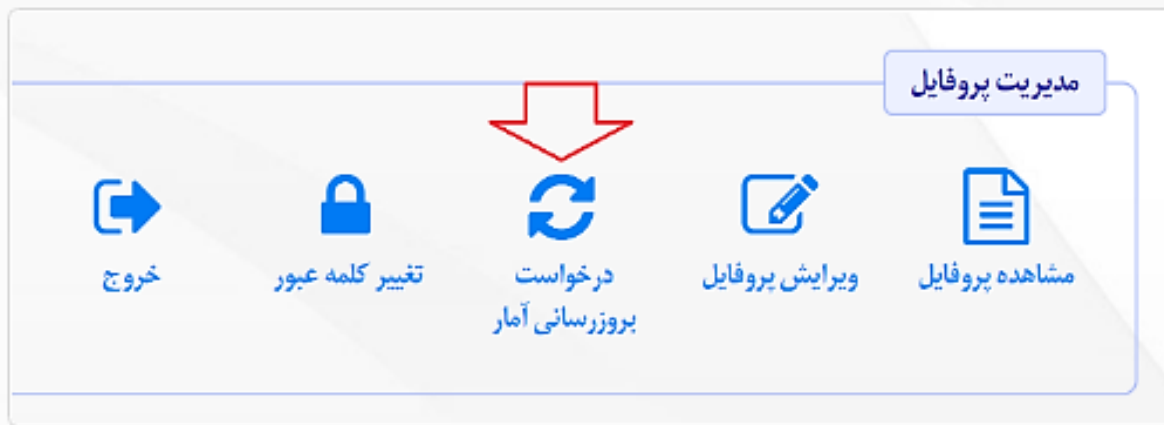 مدیریت پروفایل
مشاهده پروفایل
ویرایش پروفایل
درخواست
بروزرسانی آمار
تغییر کلمه عبور
خروج